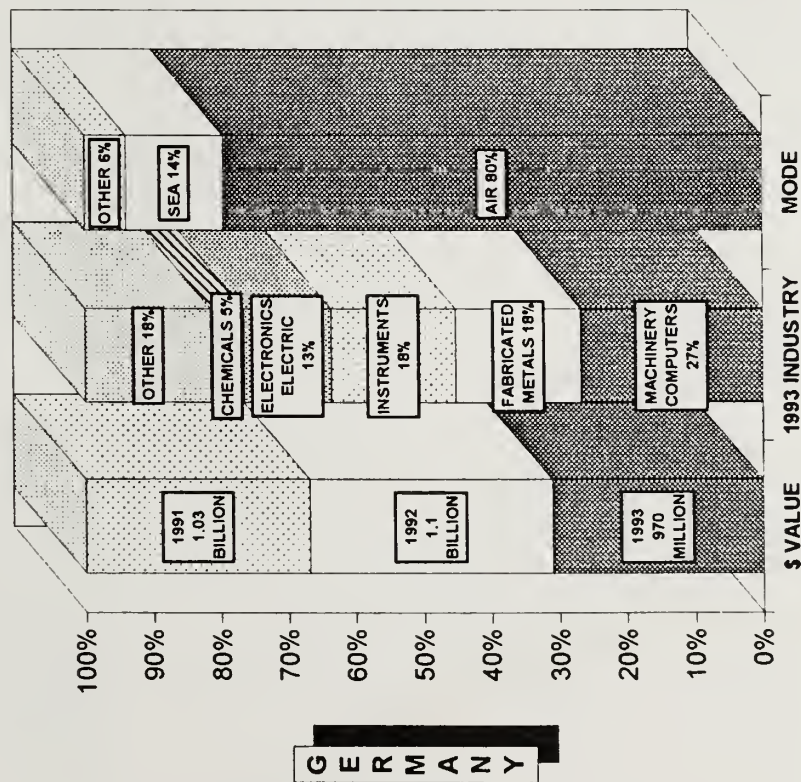 G
E
R
M
A
N
Y
100%
90%
80%
70%
60%
50%
40%
30%
20%
10%
0%
1991
1.03
BILLION
1992
1.1
BILLION
1993
970
MILLION
OTHER 18%
CHEMICALS 5%
ELECTRONICS
ELECTRIC
13%
INSTRUMENTS
18%
FABRICATED
METALS 18%
MACHINERY
COMPUTERS
27%
OTHER 6%
SEA 14%
AIR 80%
$ VALUE
1993 INDUSTRY
MODE